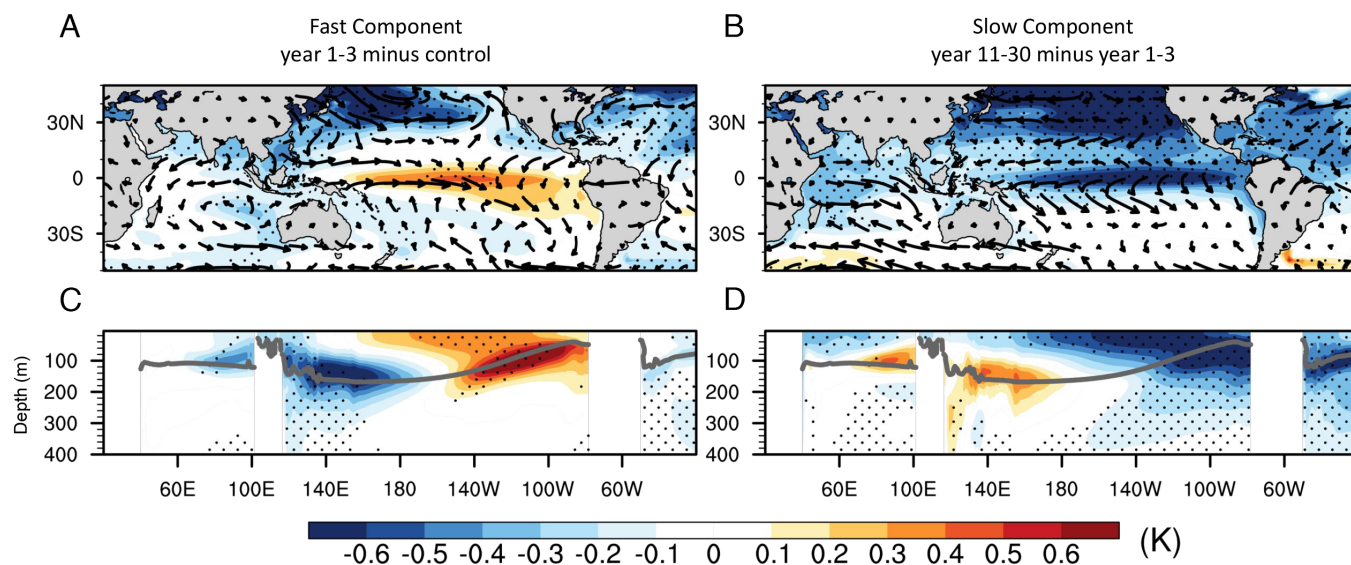 A
Fast Component
year 1-3 minus control
B
Slow Component
year 11-30 minus year 1-3
30N
0
30S
30N
0
30S
C
D
Depth (m)
100
200
300
400
60E 100E 140E 180 140W 100W 60W
100
200
300
400
60E 100E 140E 180 140W 100W 60W
-0.6 -0.5 -0.4 -0.3 -0.2 -0.1 0 0.1 0.2 0.3 0.4 0.5 0.6 (K)